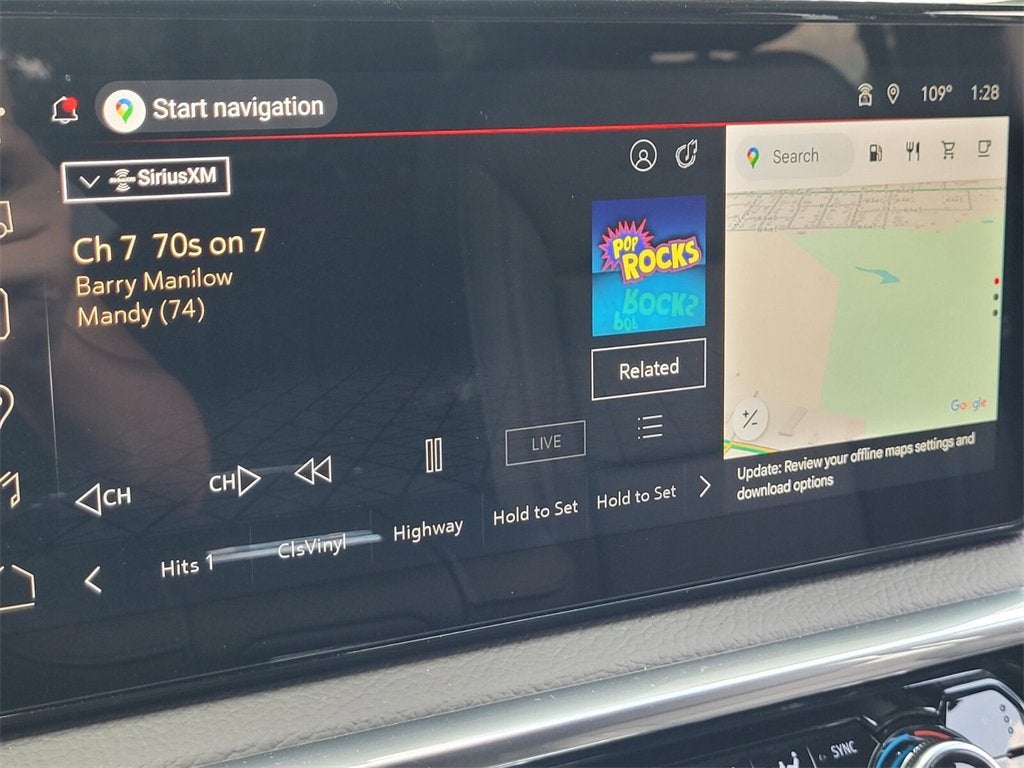 Start navigation
109° 1:28
SiriusXM
Search
Ch 7 70s on 7
Barry Manilow
Mandy (74)
POP
ROCKS
Related
Google
LIVE
Update: Review your offline maps settings and
download options
CH
CH
Hits 1
ClsVinyl
Highway
Hold to Set
Hold to Set
SYNC